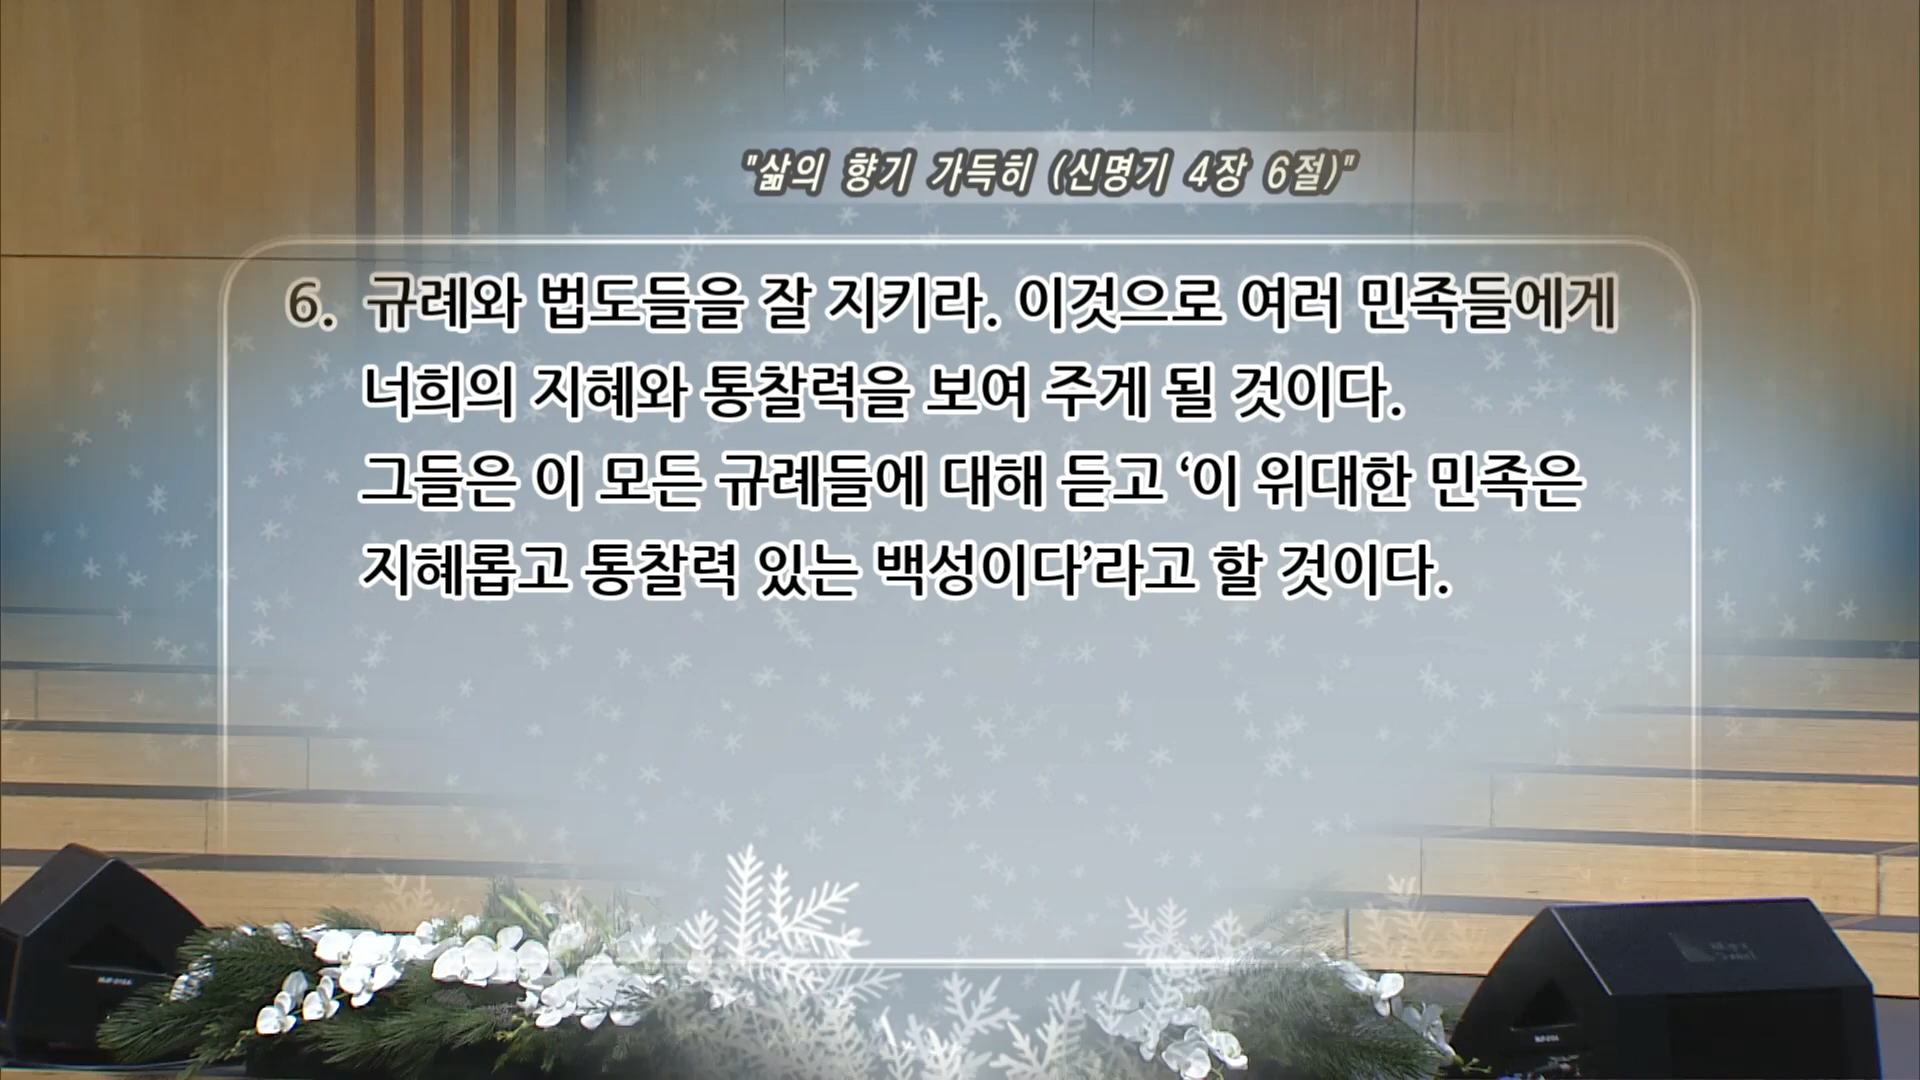 "삶의 향기 가득히 (신명기 4장 6절)"
6. 규례와 법도들을 잘 지키라. 이것으로 여러 민족들에게
너희의 지혜와 통찰력을 보여 주게 될 것이다.
그들은 이 모든 규례들에 대해 듣고 ‘이 위대한 민족은
지혜롭고 통찰력 있는 백성이다’라고 할 것이다.